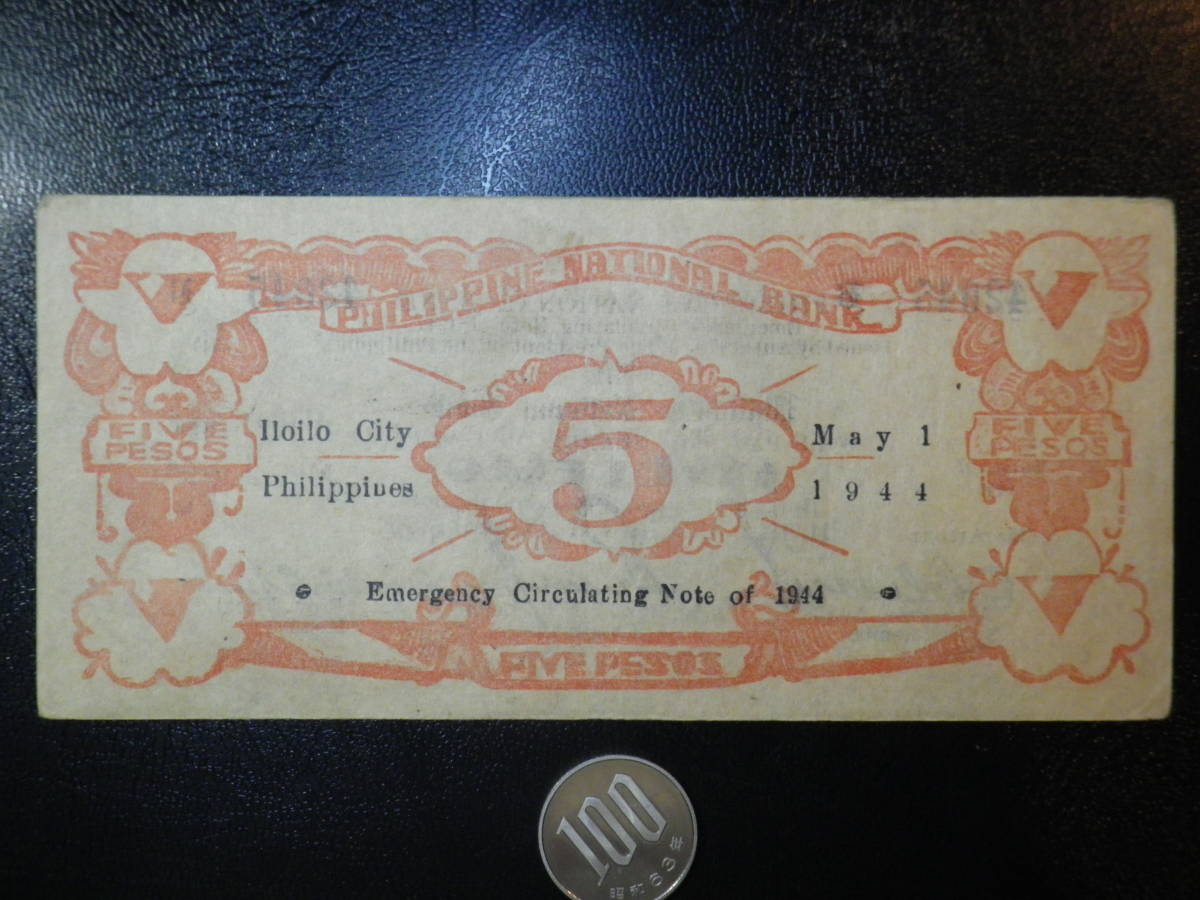 PHILIPPINE NATIONAL BANK
V V
FIVE PESOS
FIVE PESOS
Iloilo City
Philippines
5
May 1
1944
Emergency Circulating Note of 1944
V V
FIVE PESOS
100
昭和63年